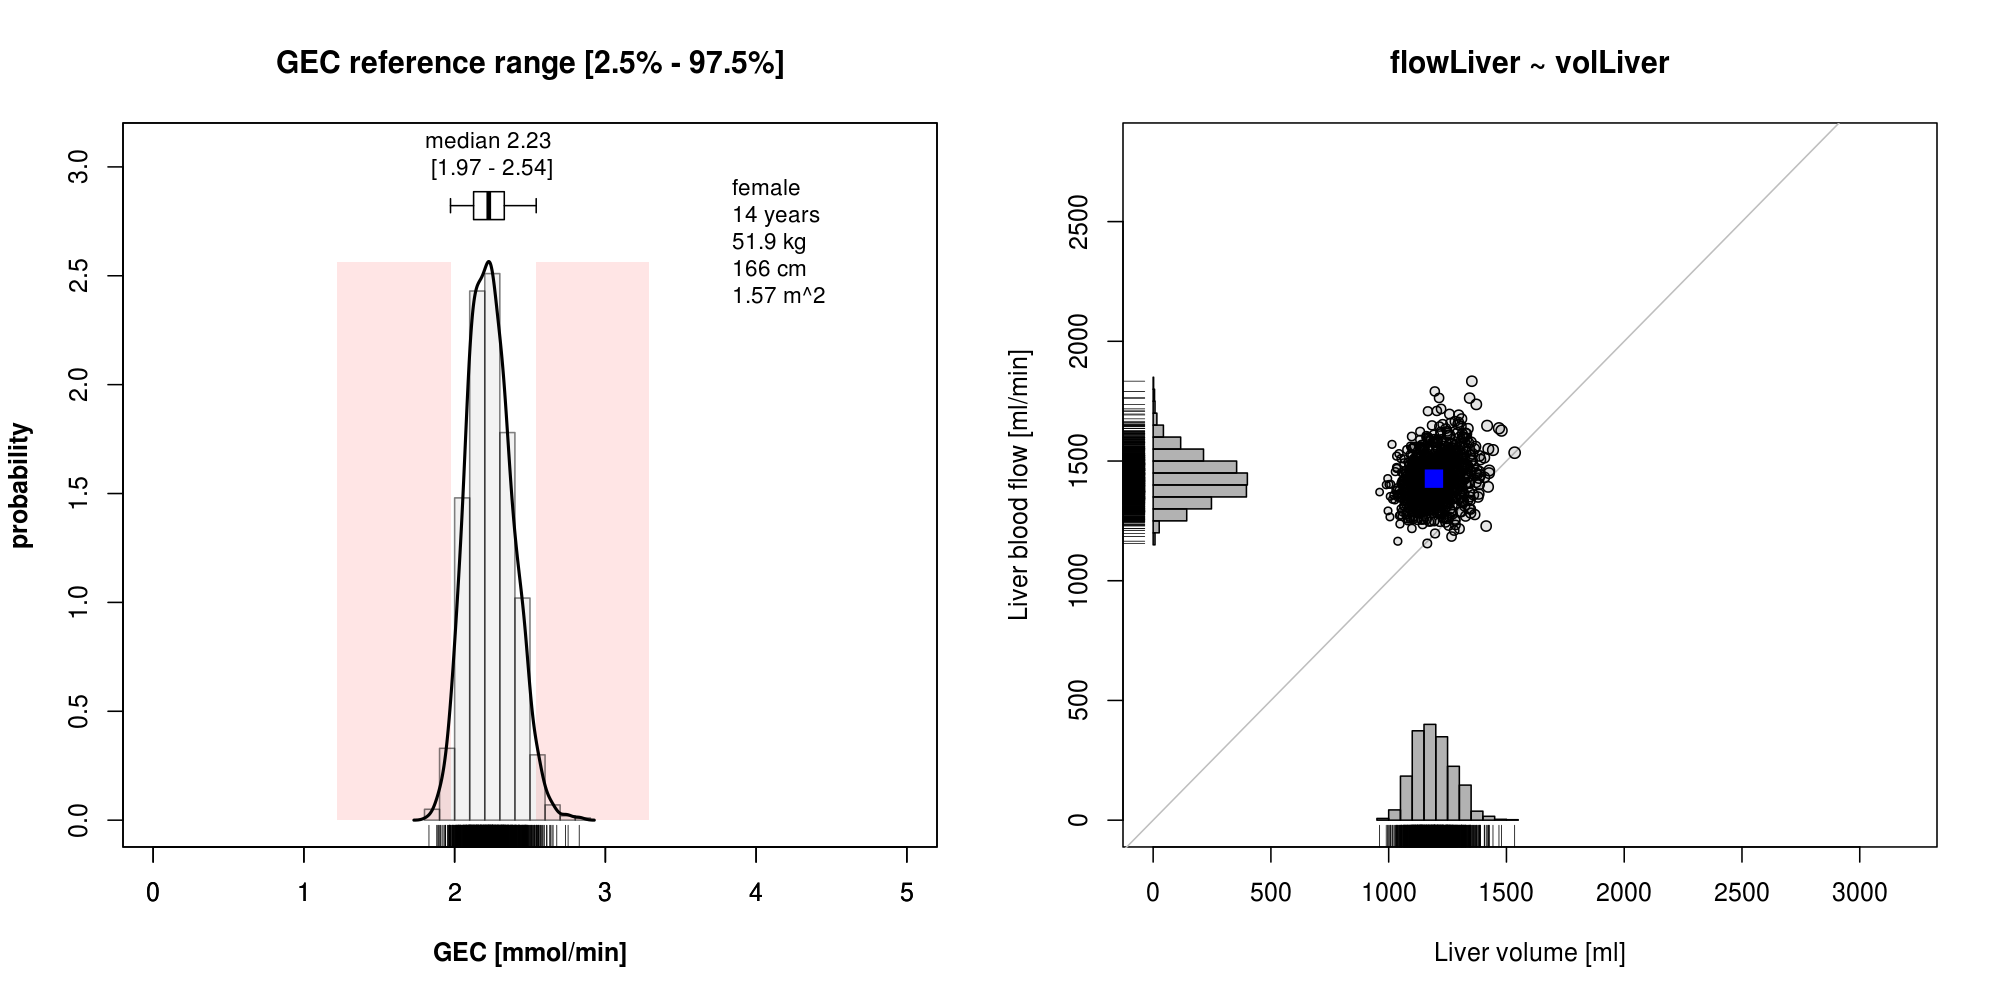 GEC reference range [2.5% - 97.5%]
median 2.23
[1.97 - 2.54]
female
14 years
51.9 kg
166 cm
1.57 m^2
probability
3.0
2.5
2.0
1.5
1.0
0.5
0.0
0 1 2 3 4 5
GEC [mmol/min]
flowLiver ~ volLiver
Liver blood flow [ml/min]
2500
2000
1500
1000
500
0
0 500 1000 1500 2000 2500 3000
Liver volume [ml]